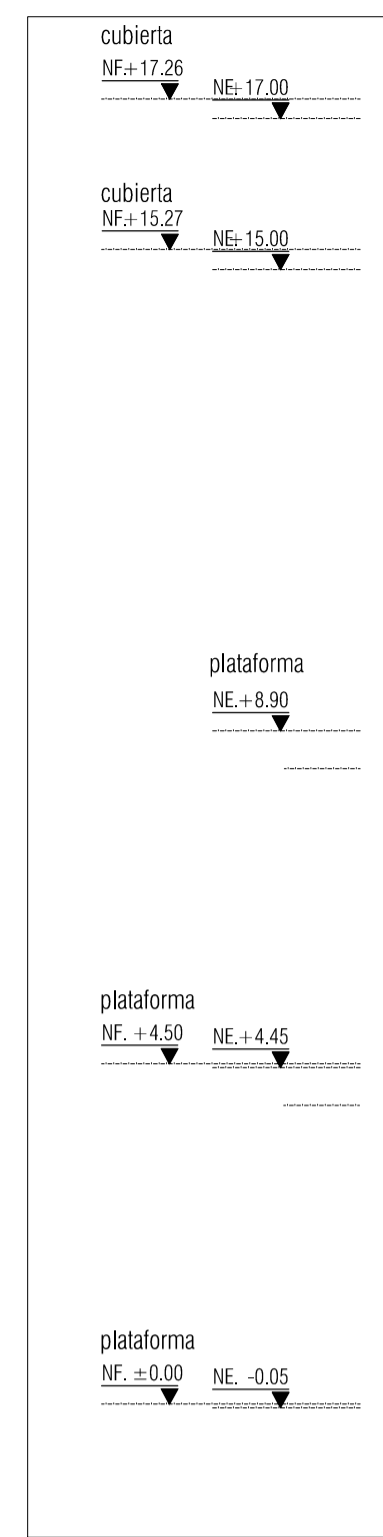 cubierta
NF.+17.26
NE.+17.00
cubierta
NF.+15.27
NE.+15.00
plataforma
NE.+8.90
plataforma
NF. +4.50 NE.+4.45
plataforma
NF. ±0.00 NE. -0.05